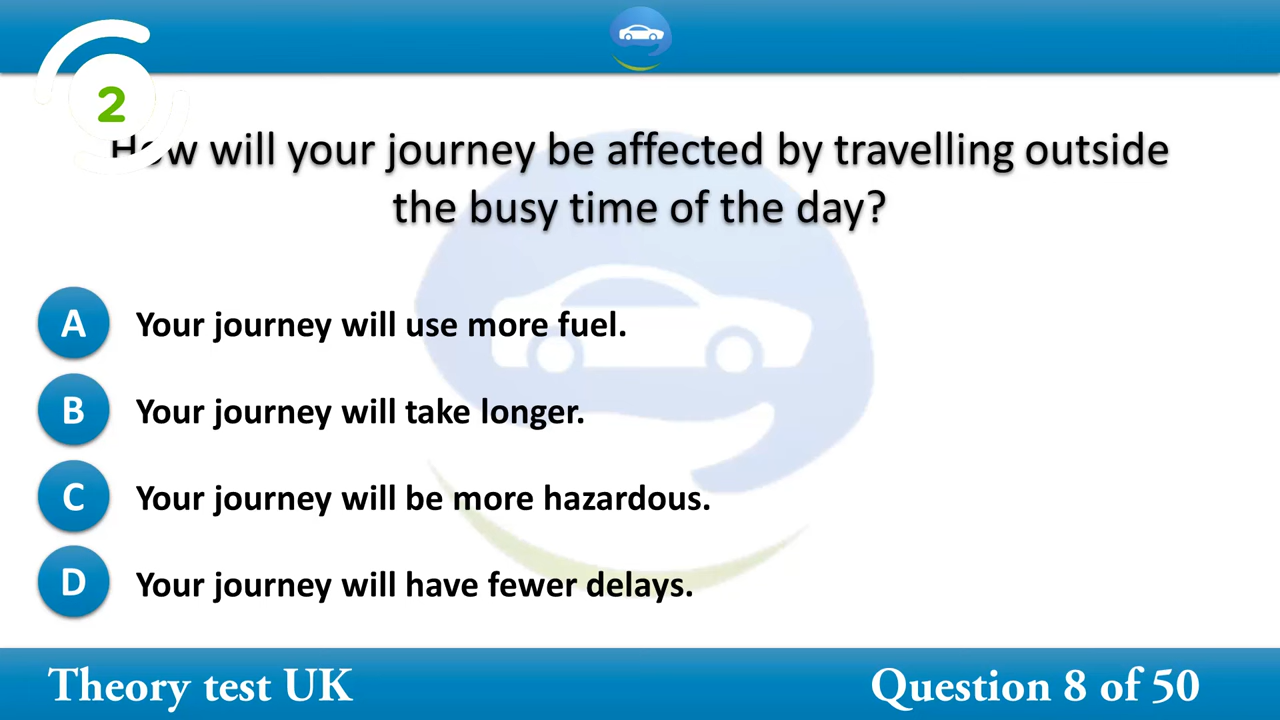 2
How will your journey be affected by travelling outside
the busy time of the day?
A Your journey will use more fuel.
B Your journey will take longer.
C Your journey will be more hazardous.
D Your journey will have fewer delays.
Theory test UK Question 8 of 50